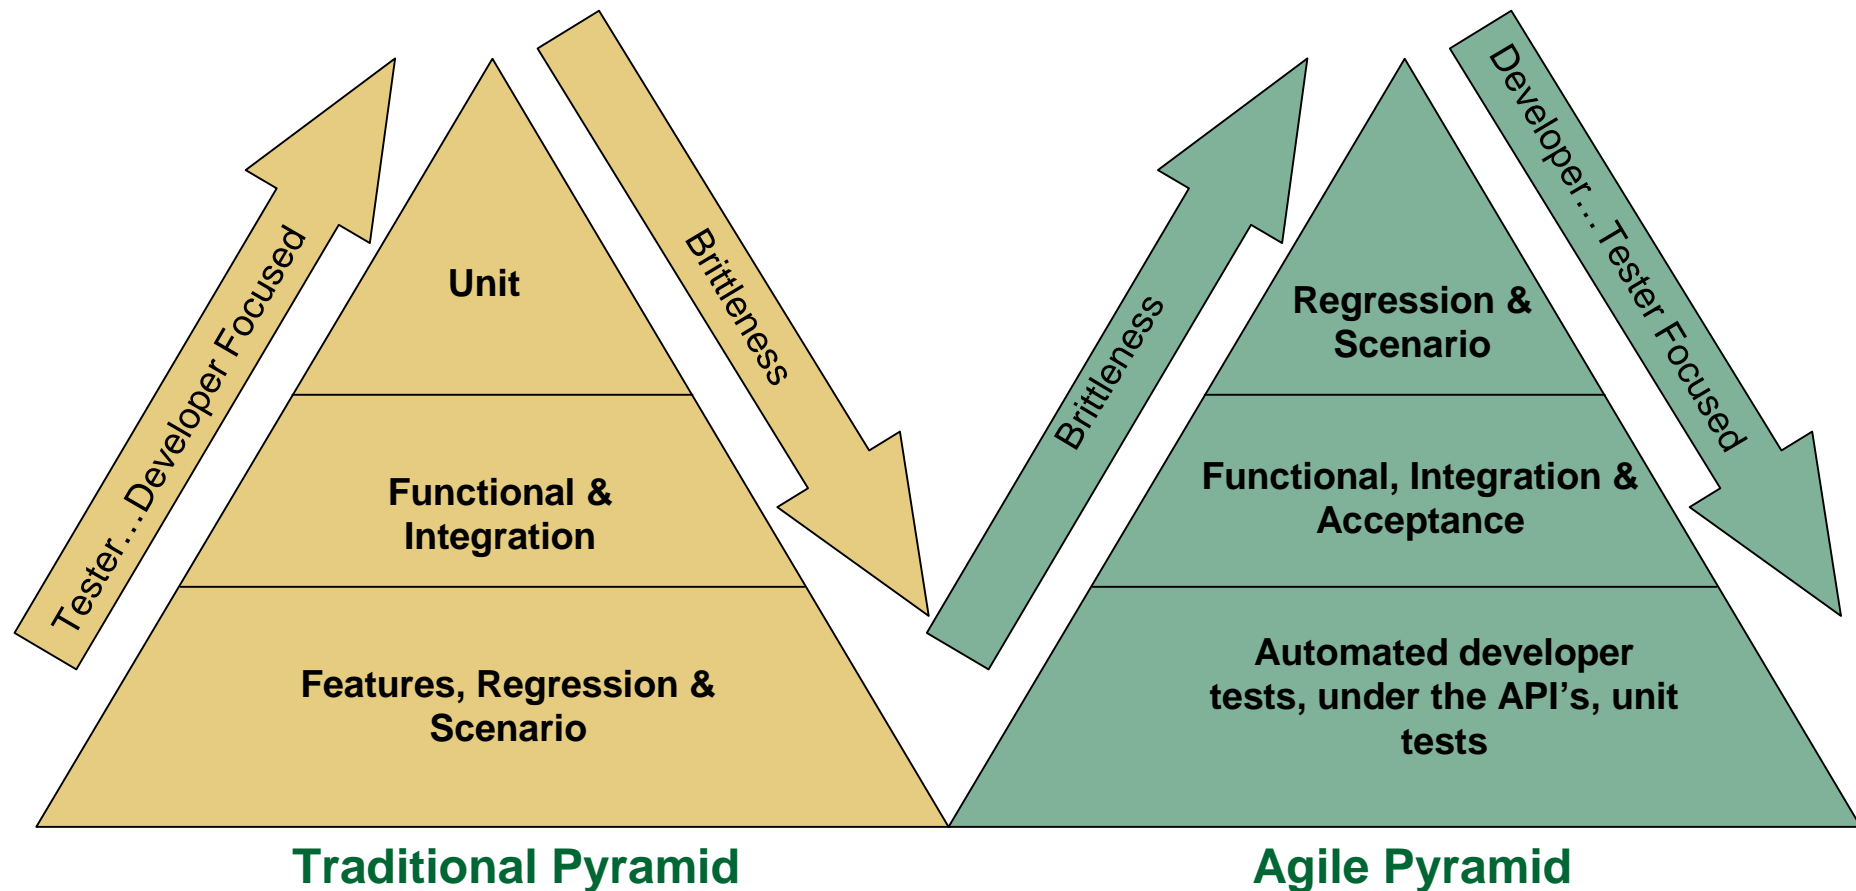 Tester…Developer Focused
Unit
Functional &
Integration
Features, Regression &
Scenario
Brittleness
Traditional Pyramid
Brittleness
Regression &
Scenario
Functional, Integration &
Acceptance
Automated developer
tests, under the API’s, unit
tests
Developer…Tester Focused
Agile Pyramid